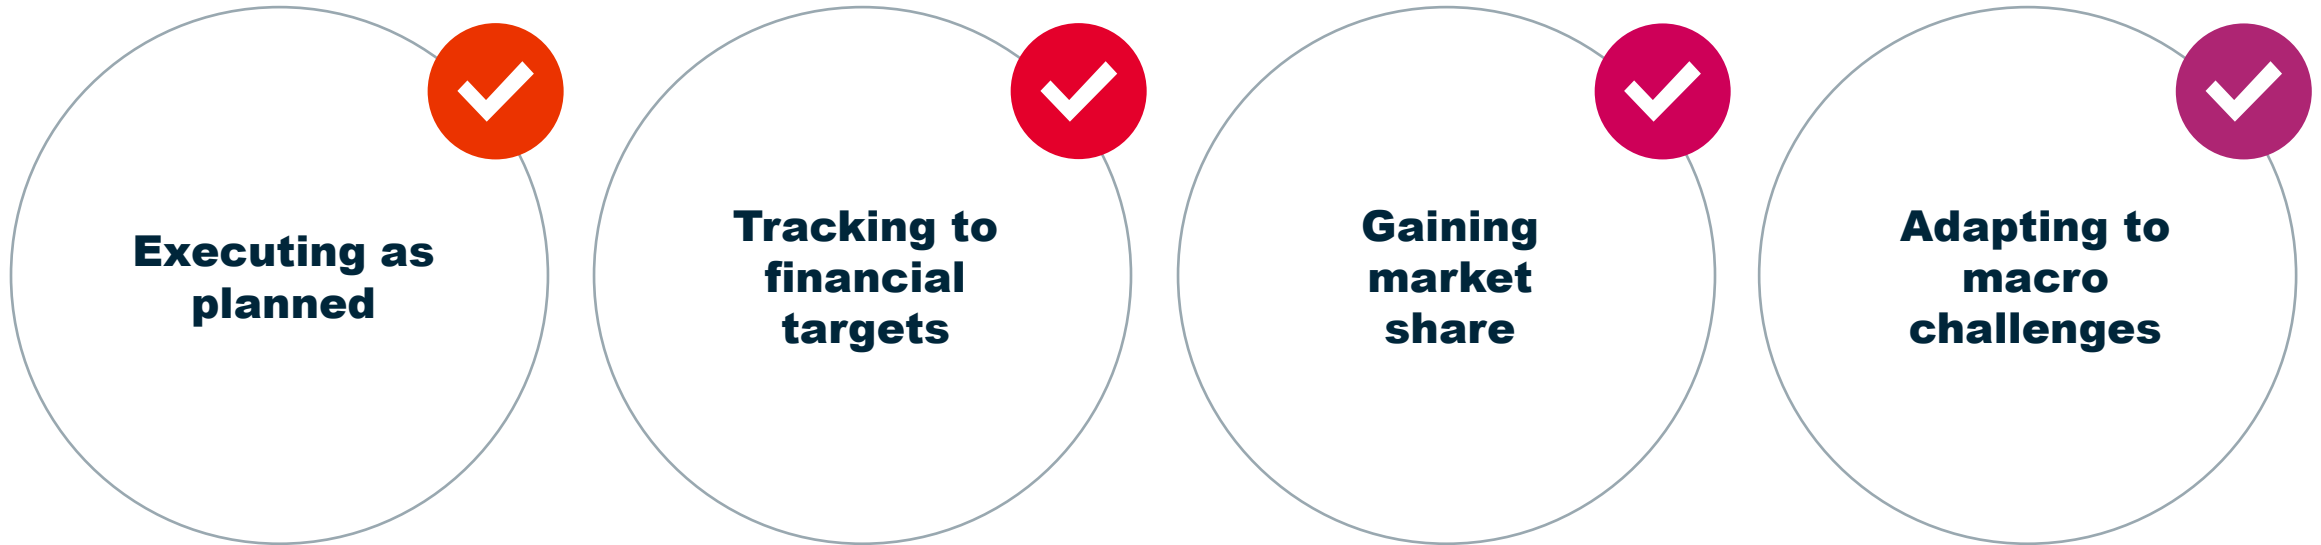 Executing as
planned
Tracking to
financial
targets
Gaining
market
share
Adapting to
macro
challenges